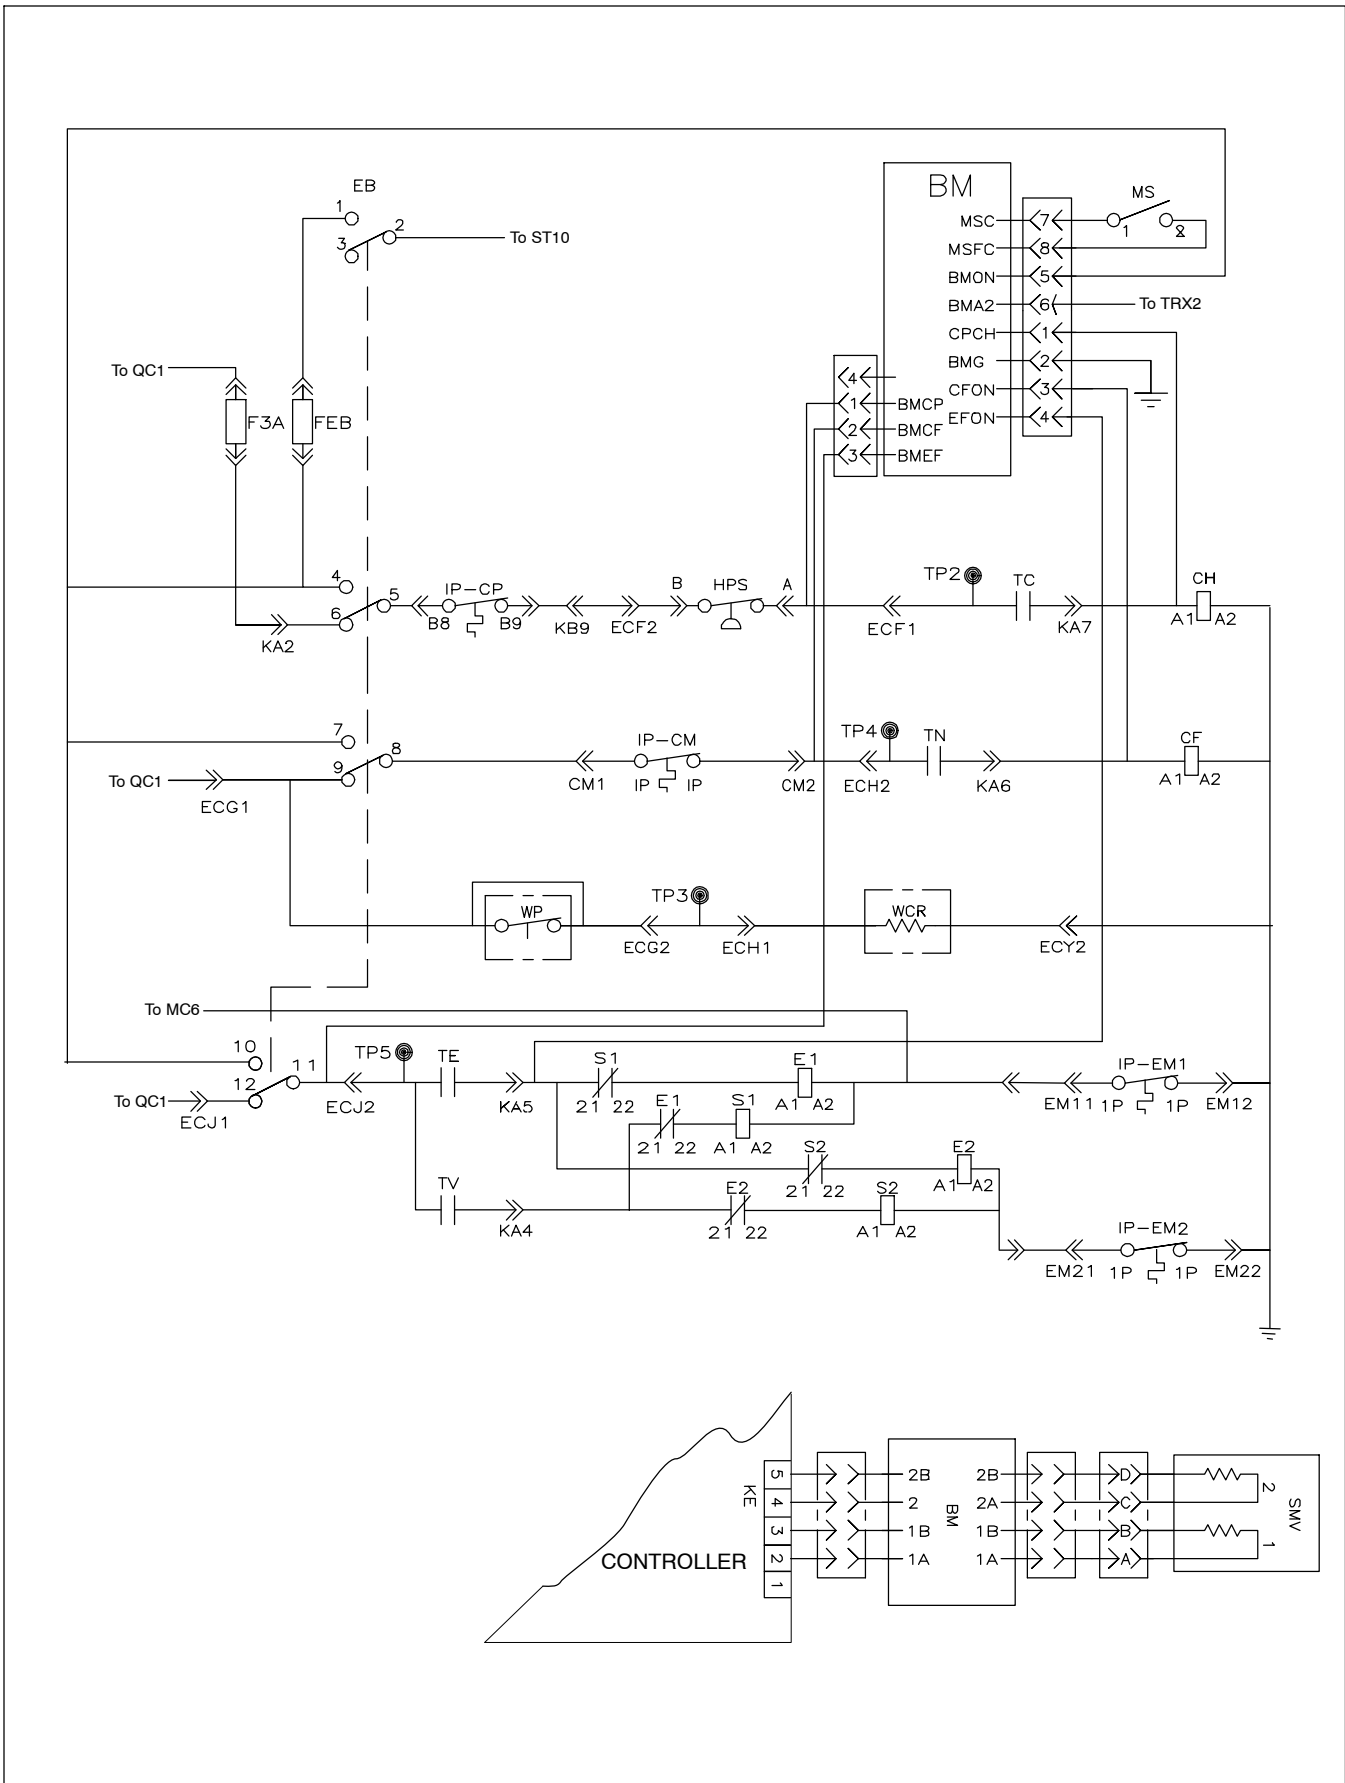 EB
1
2
3
To ST10
BM
MS
MSC
7
1
2
MSFC
8
BMON
5
BMA2
6
To TRX2
CPCH
1
BMG
2
CFON
3
EFON
4
4
1
BMCP
2
BMCF
3
BMEF
To QC1
F3A
FEB
4
5
6
KA2
IP-CP
B8
B9
KB9
ECF2
B
HPS
A
ECF1
TP2
TC
KA7
CH
A1
A2
7
8
9
To QC1
ECG1
CM1
IP-CM
IP
IP
CM2
ECH2
TP4
TN
KA6
CF
A1
A2
WP
ECG2
TP3
ECH1
WCR
ECY2
To MC6
10
11
12
To QC1
ECJ1
ECJ2
TP5
TE
KA5
S1
21
22
E1
A1
A2
EM11
IP-EM1
1P
1P
EM12
E1
21
22
S1
A1
A2
S2
21
22
E2
A1
A2
TV
KA4
E2
21
22
S2
A1
A2
EM21
IP-EM2
1P
1P
EM22
CONTROLLER
KE
5
4
3
2
1
BM
2B
2
1B
1A
2B
2A
1B
1A
D
C
B
A
2
1
SMV